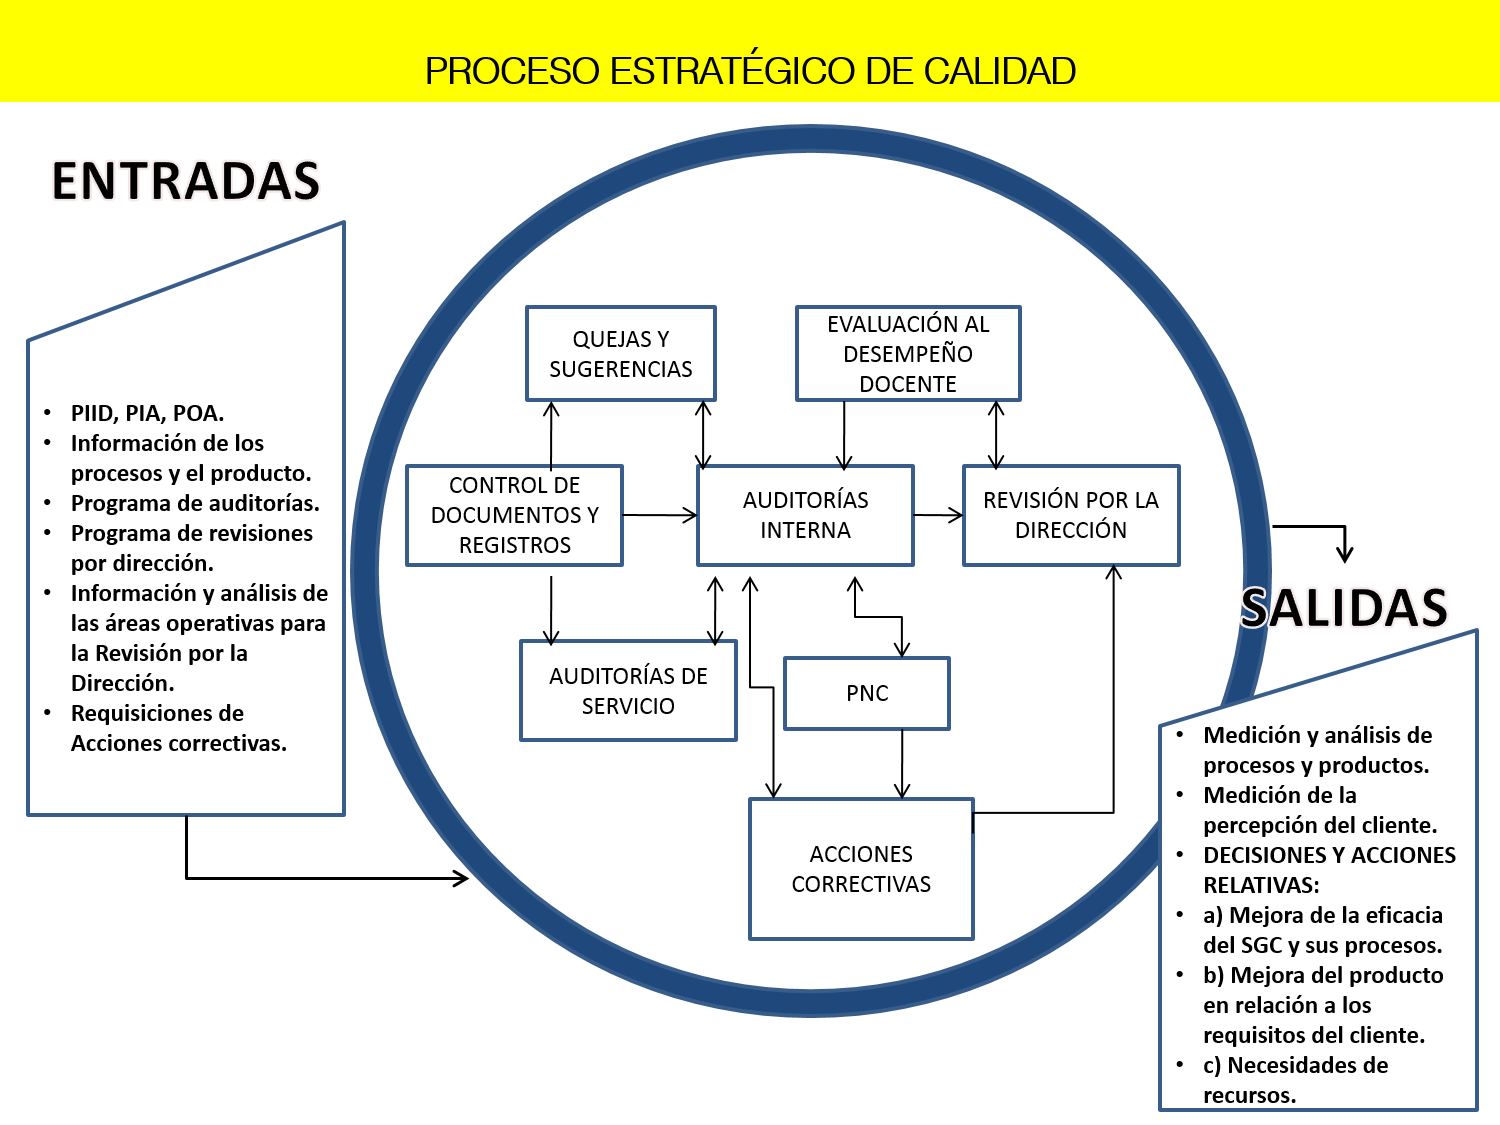 PROCESO ESTRATÉGICO DE CALIDAD
ENTRADAS
• PIID, PIA, POA.
• Información de los
procesos y el producto.
• Programa de auditorías.
• Programa de revisiones
por dirección.
• Información y análisis de
las áreas operativas para
la Revisión por la
Dirección.
• Requisiciones de
Acciones correctivas.
QUEJAS Y
SUGERENCIAS
EVALUACIÓN AL
DESEMPEÑO
DOCENTE
CONTROL DE
DOCUMENTOS Y
REGISTROS
AUDITORÍAS
INTERNA
REVISIÓN POR LA
DIRECCIÓN
AUDITORÍAS DE
SERVICIO
PNC
ACCIONES
CORRECTIVAS
SALIDAS
• Medición y análisis de
procesos y productos.
• Medición de la
percepción del cliente.
• DECISIONES Y ACCIONES
RELATIVAS:
• a) Mejora de la eficacia
del SGC y sus procesos.
• b) Mejora del producto
en relación a los
requisitos del cliente.
• c) Necesidades de
recursos.